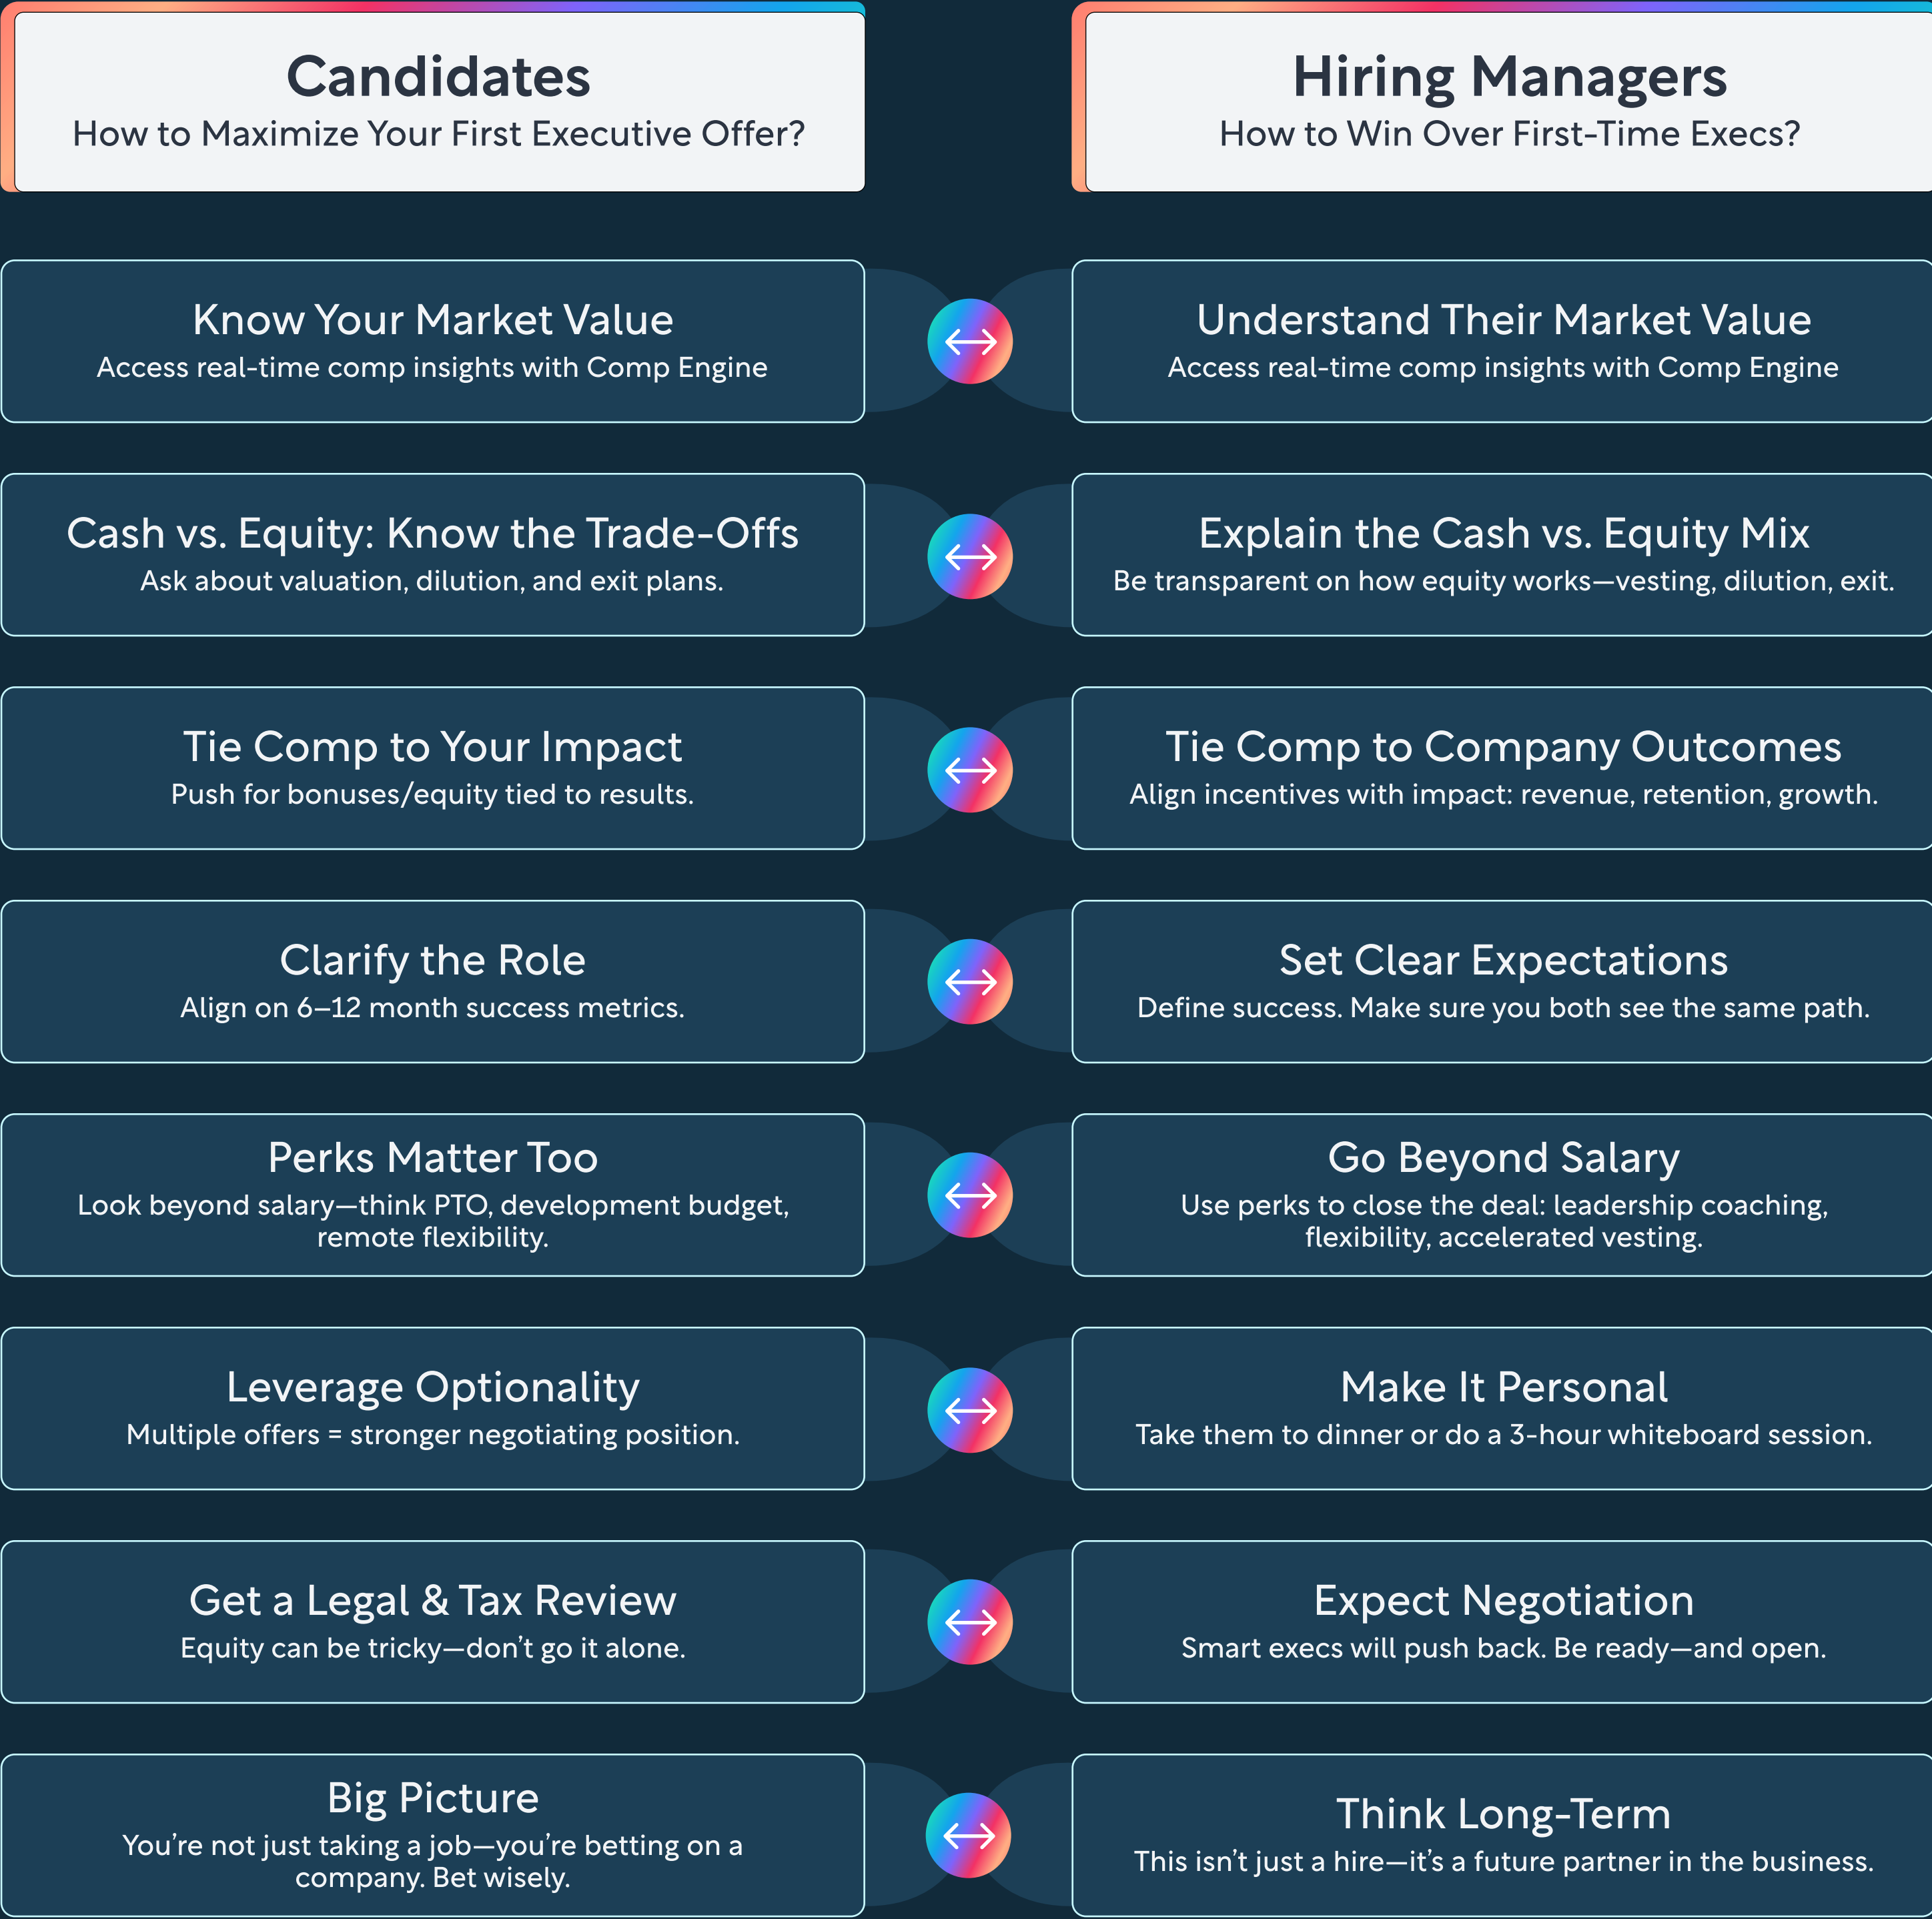 Candidates
How to Maximize Your First Executive Offer?
Hiring Managers
How to Win Over First-Time Execs?
Know Your Market Value
Access real-time comp insights with Comp Engine
Understand Their Market Value
Access real-time comp insights with Comp Engine
Cash vs. Equity: Know the Trade-Offs
Ask about valuation, dilution, and exit plans.
Explain the Cash vs. Equity Mix
Be transparent on how equity works—vesting, dilution, exit.
Tie Comp to Your Impact
Push for bonuses/equity tied to results.
Tie Comp to Company Outcomes
Align incentives with impact: revenue, retention, growth.
Clarify the Role
Align on 6–12 month success metrics.
Set Clear Expectations
Define success. Make sure you both see the same path.
Perks Matter Too
Look beyond salary—think PTO, development budget,
remote flexibility.
Go Beyond Salary
Use perks to close the deal: leadership coaching,
flexibility, accelerated vesting.
Leverage Optionality
Multiple offers = stronger negotiating position.
Make It Personal
Take them to dinner or do a 3-hour whiteboard session.
Get a Legal & Tax Review
Equity can be tricky—don’t go it alone.
Expect Negotiation
Smart execs will push back. Be ready—and open.
Big Picture
You’re not just taking a job—you’re betting on a
company. Bet wisely.
Think Long-Term
This isn’t just a hire—it’s a future partner in the business.